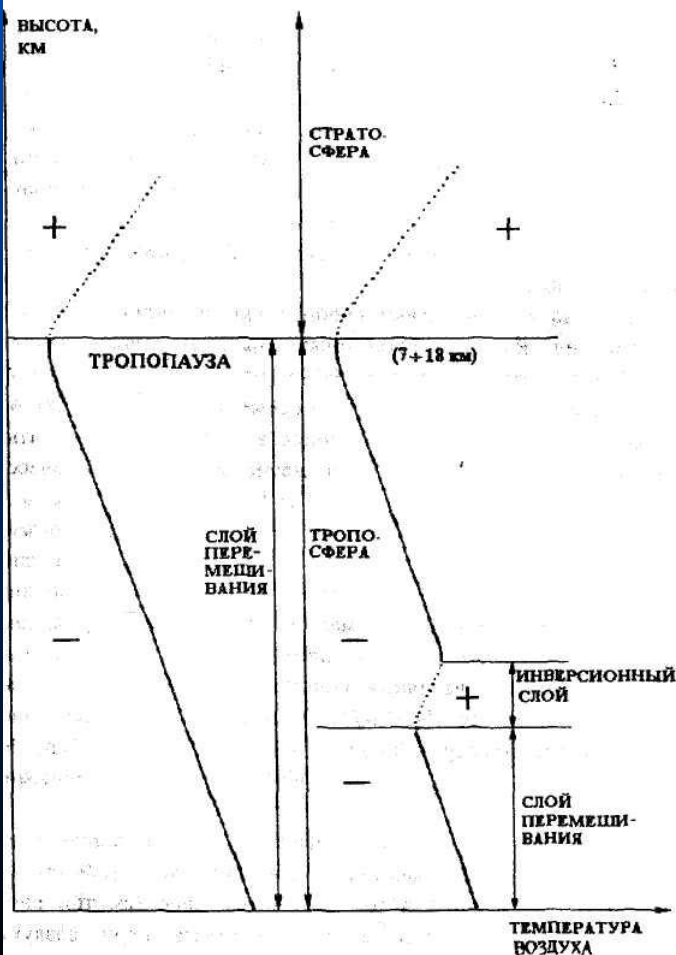 ВЫСОТА,
КМ
СТРАТО-
СФЕРА
+
+
ТРОПОПАУЗА
(7÷18 км)
СЛОЙ
ПЕРЕ-
МЕШИ-
ВАНИЯ
ТРОПО-
СФЕРА
—
—
ИНВЕРСИОННЫЙ
СЛОЙ
+
—
СЛОЙ
ПЕРЕМЕШИ-
ВАНИЯ
ТЕМПЕРАТУРА
ВОЗДУХА